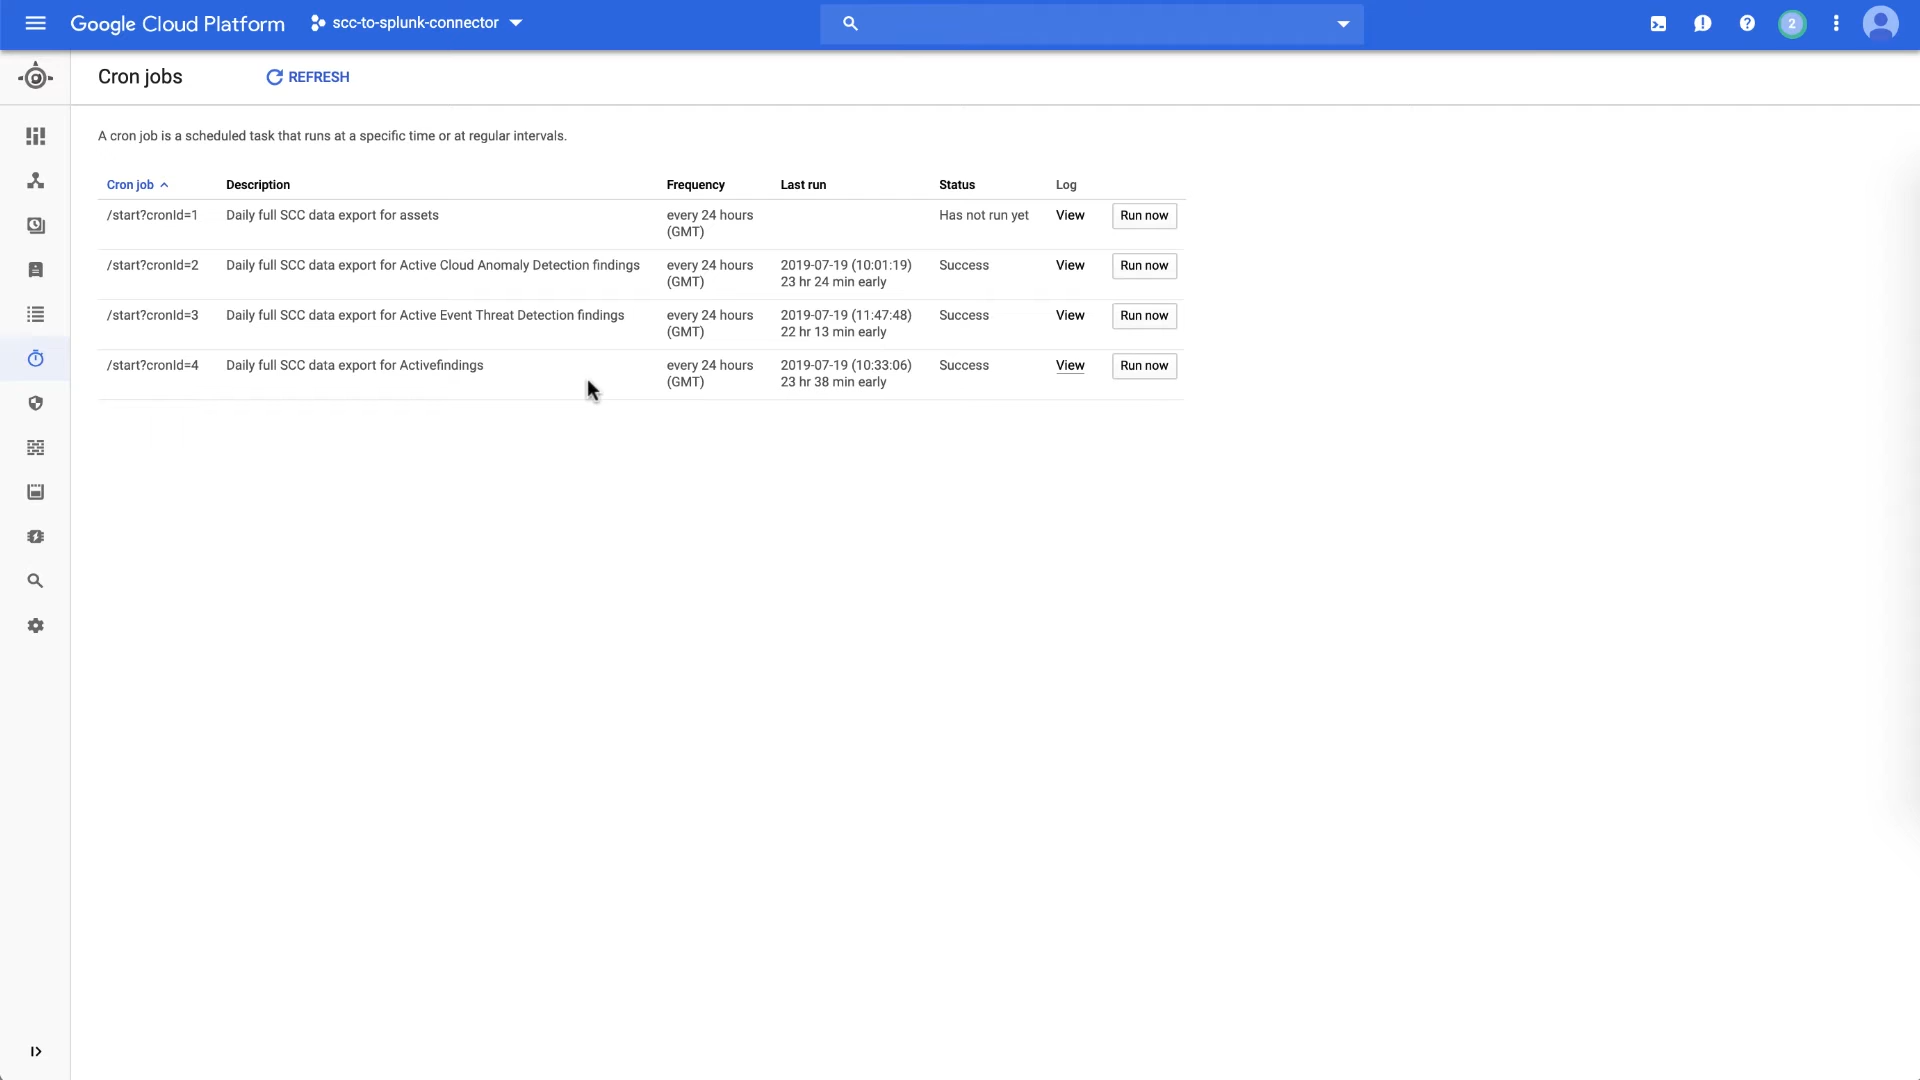 Google Cloud Platform scc-to-splunk-connector 2
Cron jobs REFRESH
A cron job is a scheduled task that runs at a specific time or at regular intervals.
Cron job Description Frequency Last run Status Log
/start?cronId=1 Daily full SCC data export for assets every 24 hours Has not run yet View Run now
(GMT)
/start?cronId=2 Daily full SCC data export for Active Cloud Anomaly Detection findings every 24 hours 2019-07-19 (10:01:19) Success View Run now
(GMT) 23 hr 24 min early
/start?cronId=3 Daily full SCC data export for Active Event Threat Detection findings every 24 hours 2019-07-19 (11:47:48) Success View Run now
(GMT) 22 hr 13 min early
/start?cronId=4 Daily full SCC data export for Activefindings every 24 hours 2019-07-19 (10:33:06) Success View Run now
(GMT) 23 hr 38 min early